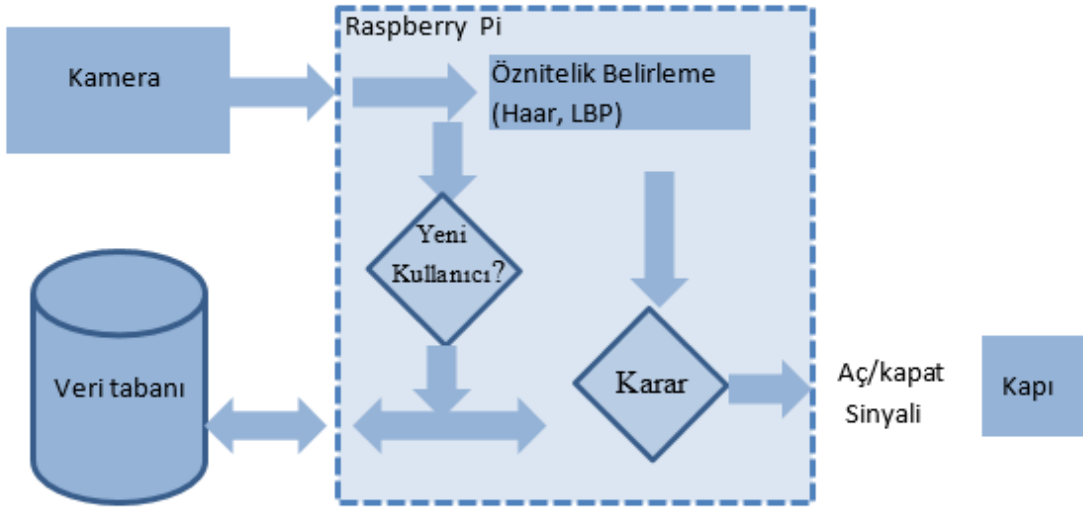 Raspberry Pi
Kamera
Öznitelik Belirleme
(Haar, LBP)
Yeni
Kullanıcı?
Veri tabanı
Karar
Aç/kapat
Sinyali
Kapı